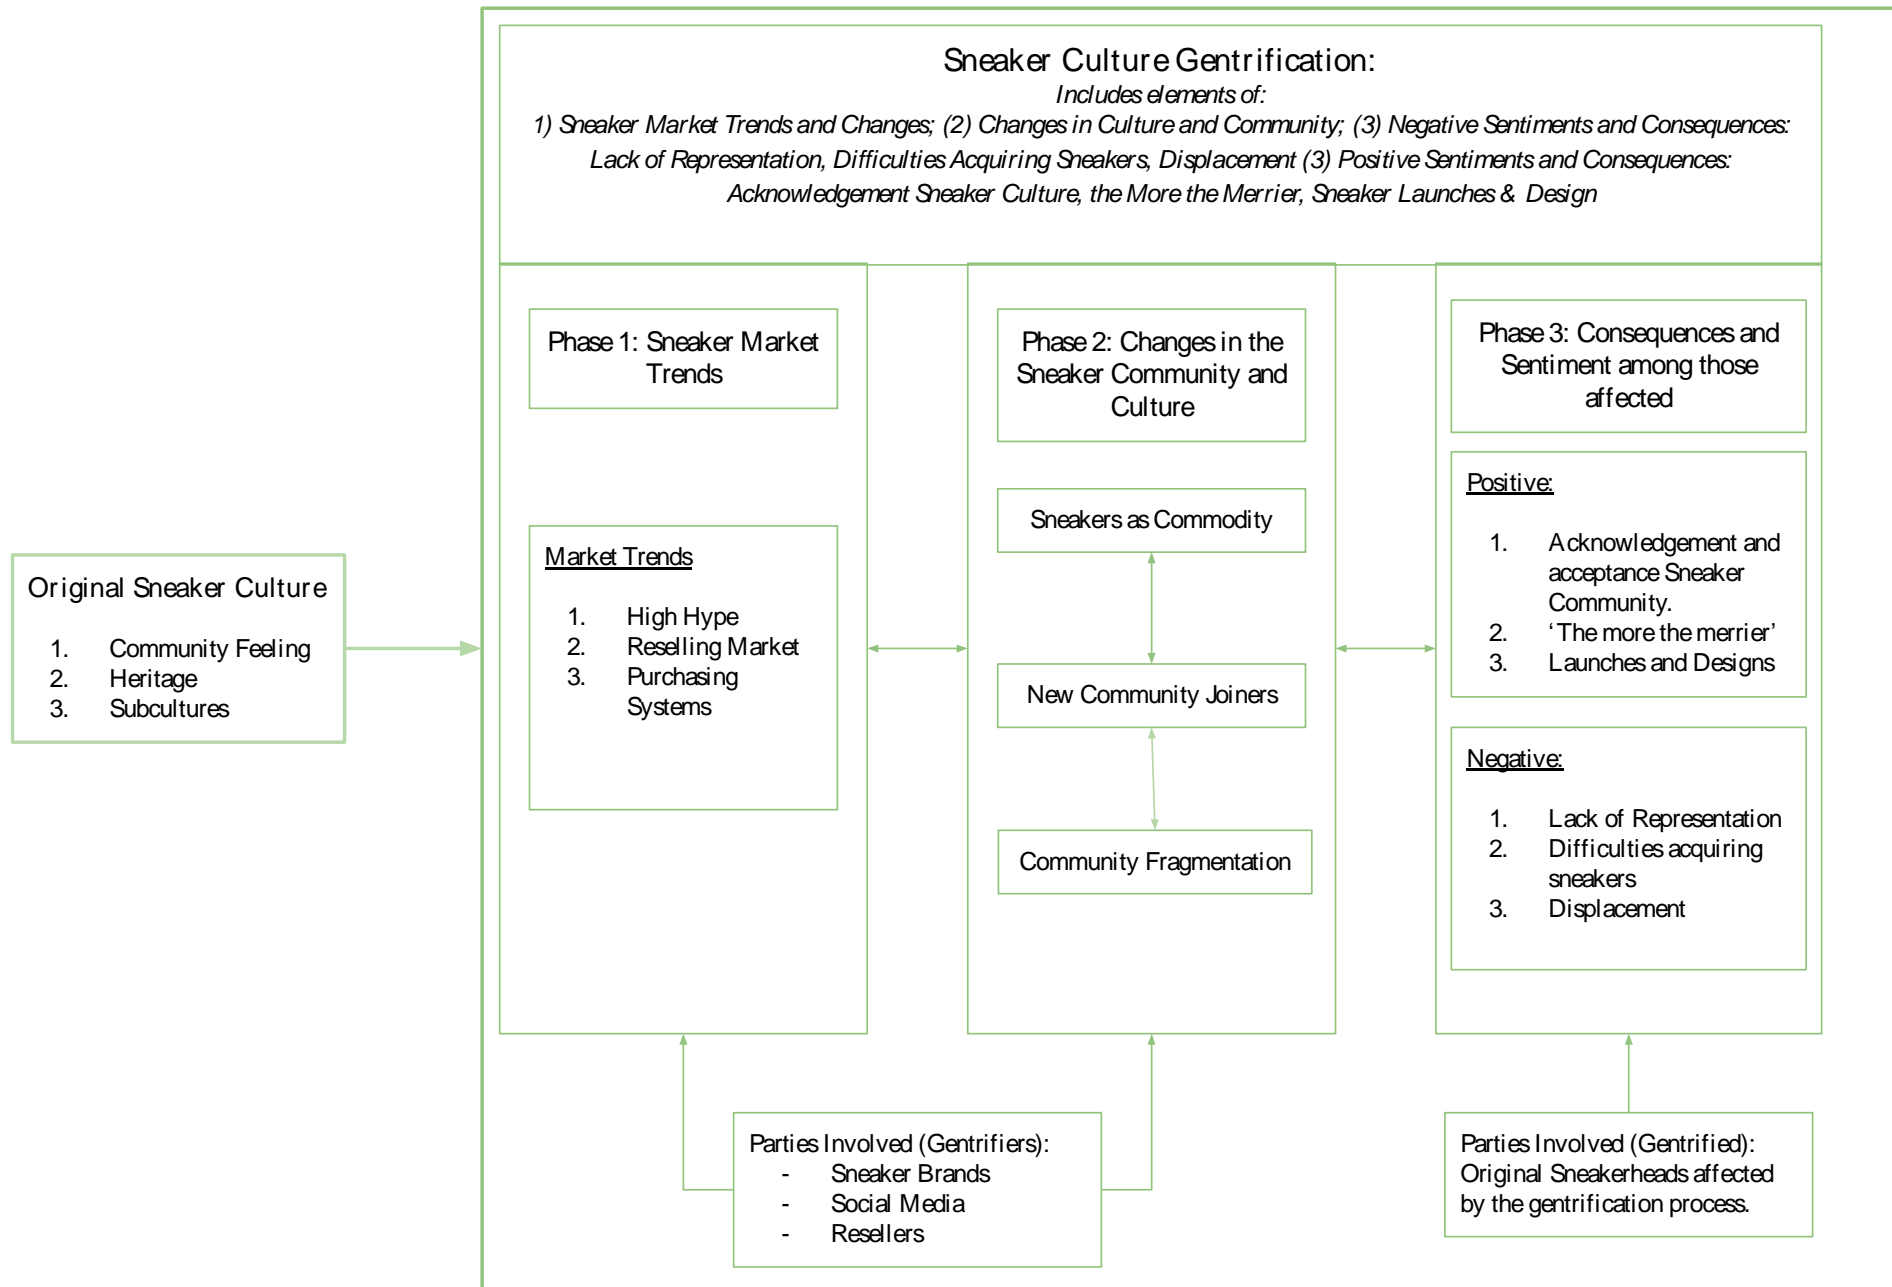 Sneaker Culture Gentrification:
Includes elements of:
1) Sneaker Market Trends and Changes; (2) Changes in Culture and Community; (3) Negative Sentiments and Consequences:
Lack of Representation, Difficulties Acquiring Sneakers, Displacement (3) Positive Sentiments and Consequences:
Acknowledgement Sneaker Culture, the More the Merrier, Sneaker Launches & Design
Original Sneaker Culture
1. Community Feeling
2. Heritage
3. Subcultures
Phase 1: Sneaker Market
Trends
Market Trends
1. High Hype
2. Reselling Market
3. Purchasing
Systems
Phase 2: Changes in the
Sneaker Community and
Culture
Sneakers as Commodity
New Community Joiners
Community Fragmentation
Phase 3: Consequences and
Sentiment among those
affected
Positive:
1. Acknowledgement and
acceptance Sneaker
Community.
2. ‘The more the merrier’
3. Launches and Designs
Negative:
1. Lack of Representation
2. Difficulties acquiring
sneakers
3. Displacement
Parties Involved (Gentrifiers):
- Sneaker Brands
- Social Media
- Resellers
Parties Involved (Gentrified):
Original Sneakerheads affected
by the gentrification process.